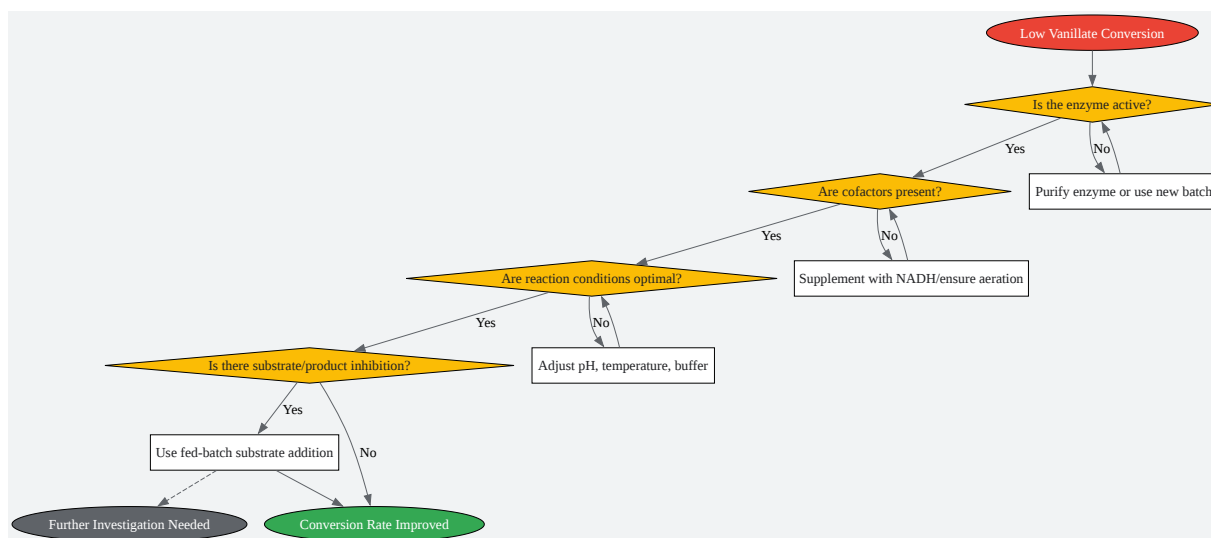 Low Vanillate Conversion
Is the enzyme active?
Yes
No
Purify enzyme or use new batch
Are cofactors present?
Yes
No
Supplement with NADH/ensure aeration
Are reaction conditions optimal?
Yes
No
Adjust pH, temperature, buffer
Is there substrate/product inhibition?
Yes
No
Use fed-batch substrate addition
Further Investigation Needed
Conversion Rate Improved